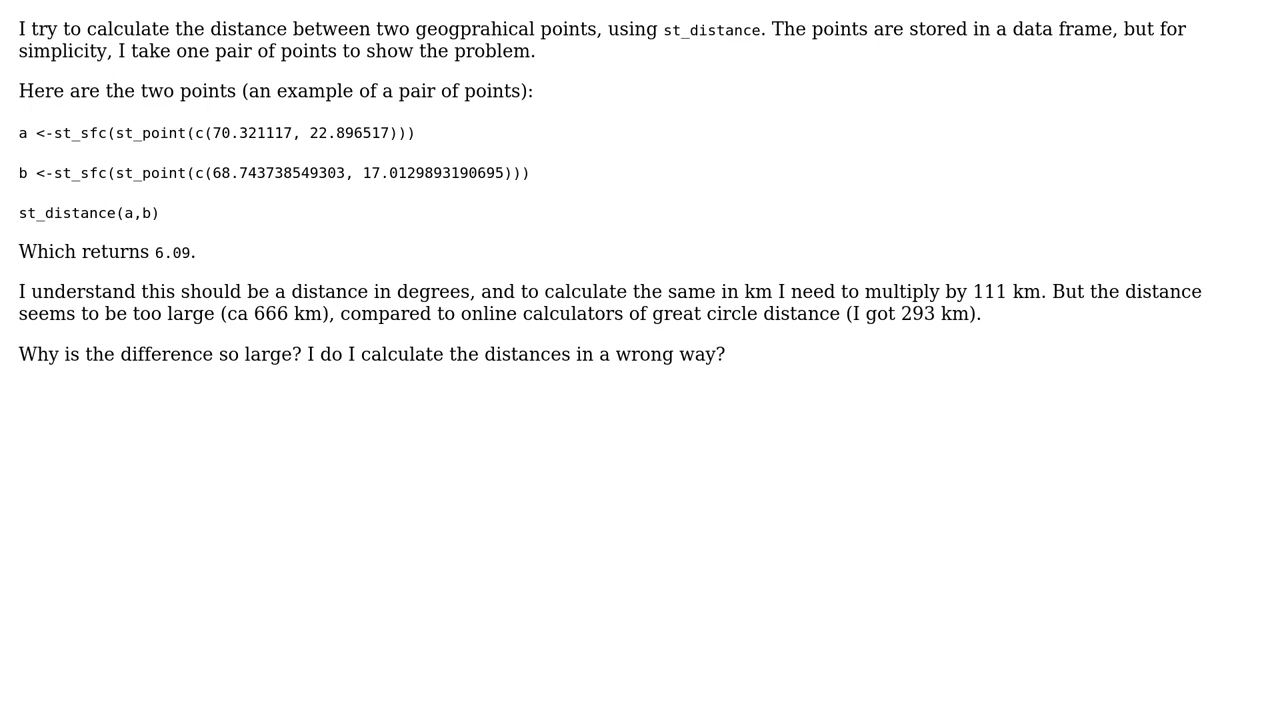 I try to calculate the distance between two geogprahical points, using st_distance. The points are stored in a data frame, but for
simplicity, I take one pair of points to show the problem.
Here are the two points (an example of a pair of points):
a <-st_sfc(st_point(c(70.321117, 22.896517)))
b <-st_sfc(st_point(c(68.743738549303, 17.0129893190695)))
st_distance(a,b)
Which returns 6.09.
I understand this should be a distance in degrees, and to calculate the same in km I need to multiply by 111 km. But the distance
seems to be too large (ca 666 km), compared to online calculators of great circle distance (I got 293 km).
Why is the difference so large? I do I calculate the distances in a wrong way?